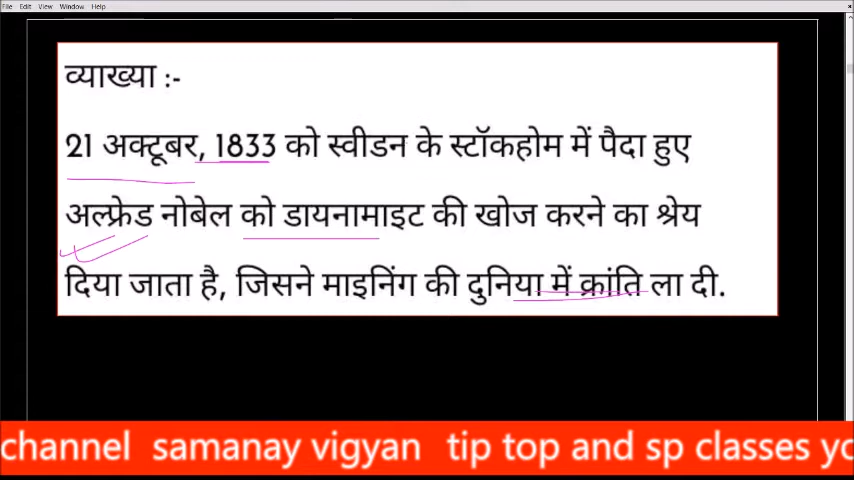 File Edit View Window Help
व्याख्या :-
21 अक्टूबर, 1833 को स्वीडन के स्टॉकहोम में पैदा हुए
अल्फ्रेड नोबेल को डायनामाइट की खोज करने का श्रेय
दिया जाता है, जिसने माइनिंग की दुनिया में क्रांति ला दी.
channel samanay vigyan tip top and sp classes yo